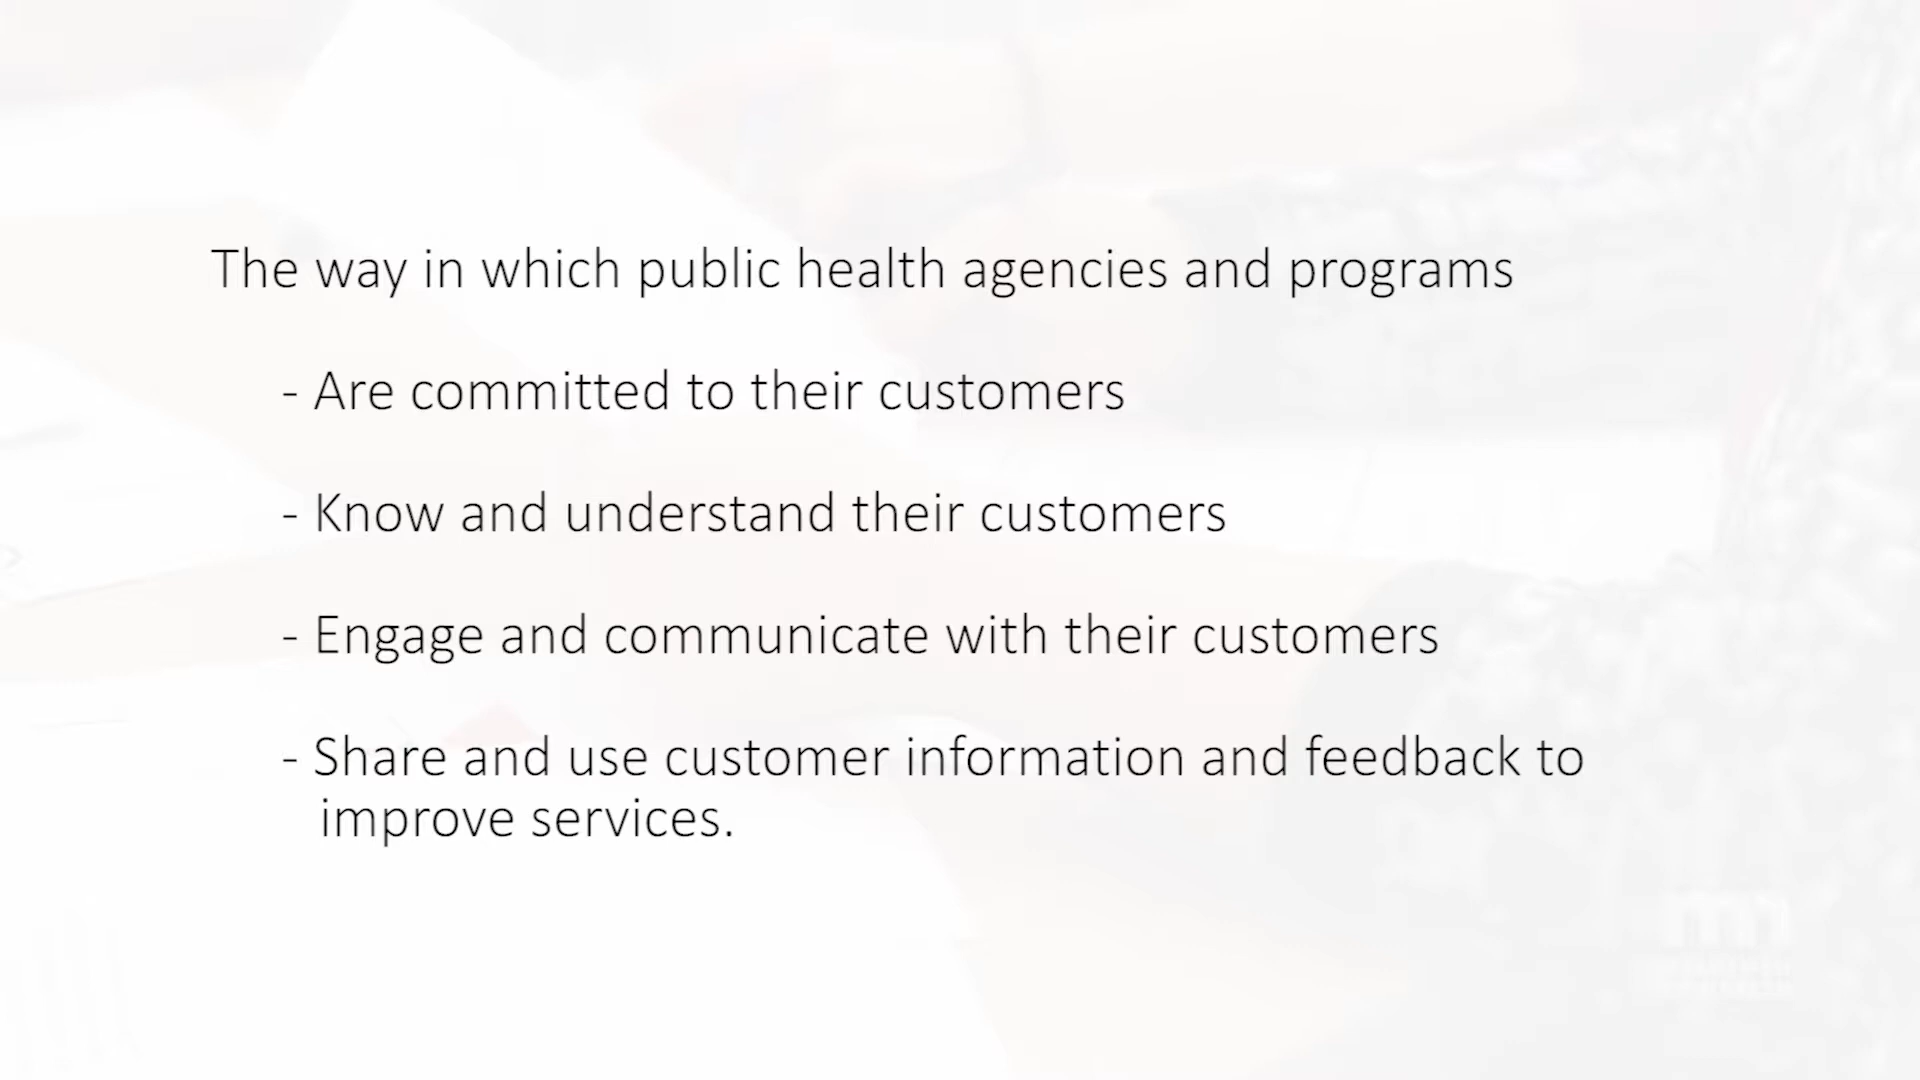 The way in which public health agencies and programs
- Are committed to their customers
- Know and understand their customers
- Engage and communicate with their customers
- Share and use customer information and feedback to
improve services.